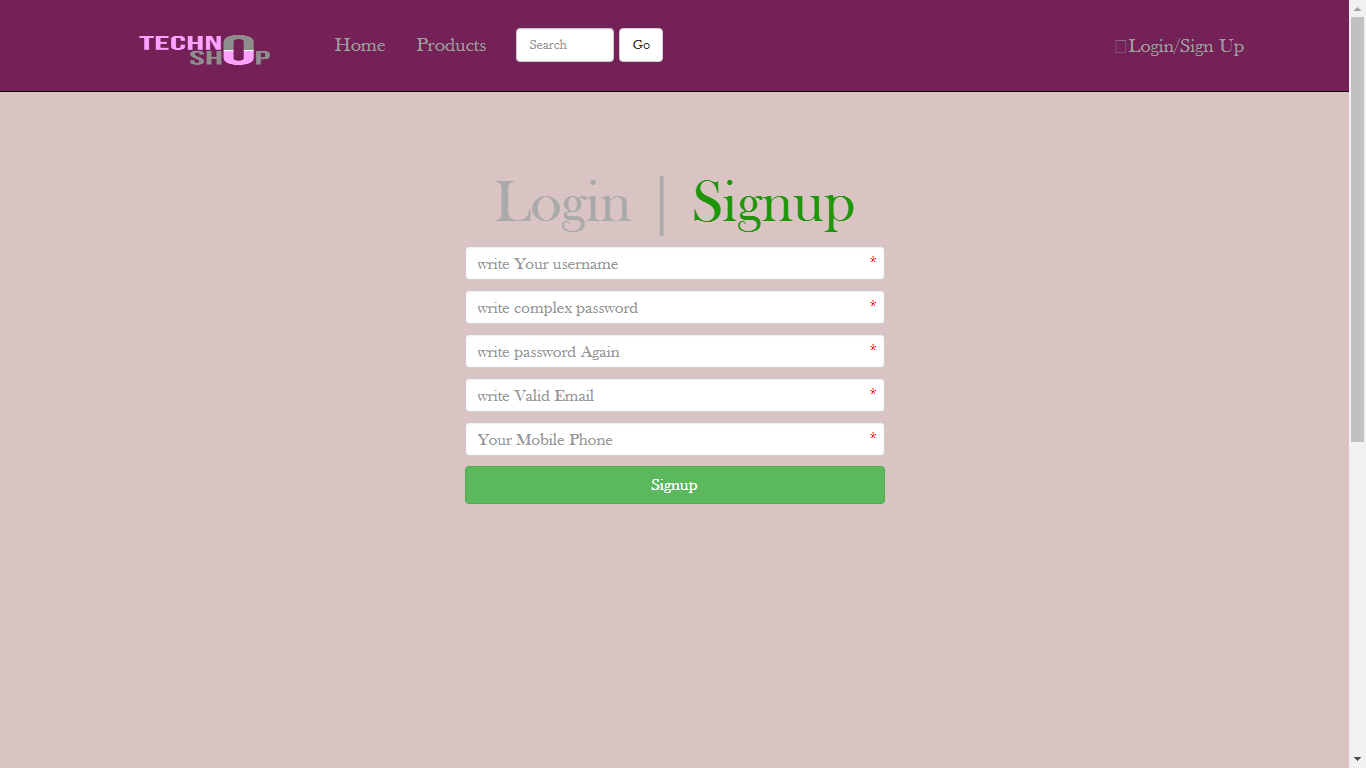 TECHNO SHOP
Home Products Search Go Login/Sign Up
Login | Signup
write Your username *
write complex password *
write password Again *
write Valid Email *
Your Mobile Phone *
Signup